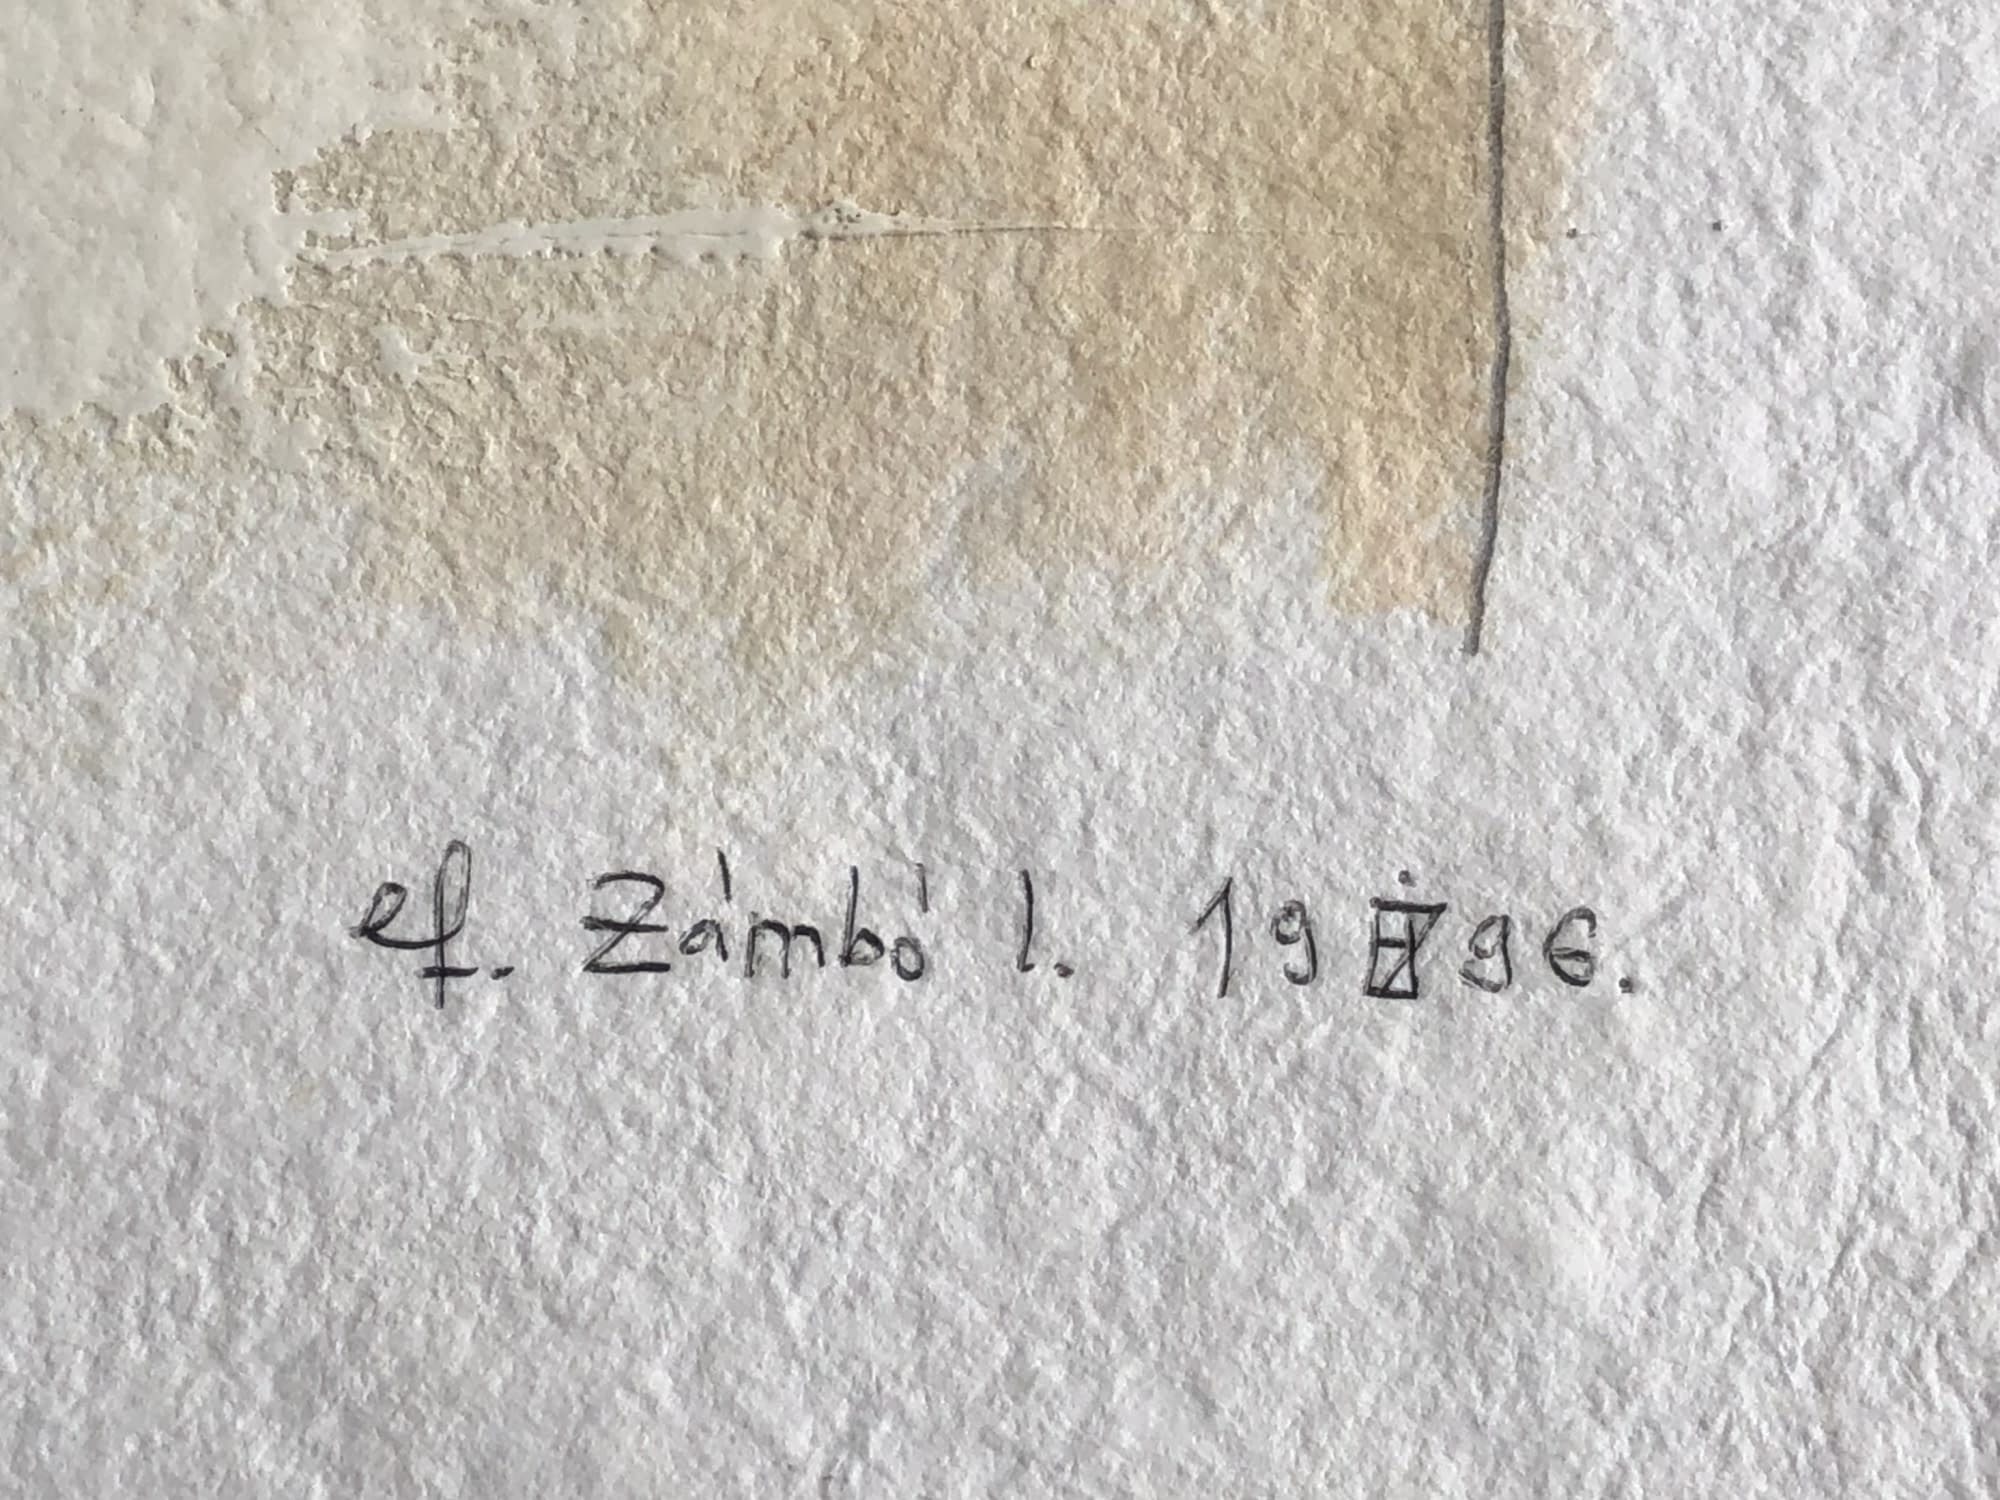 ef. Zámbó I. 19 96.